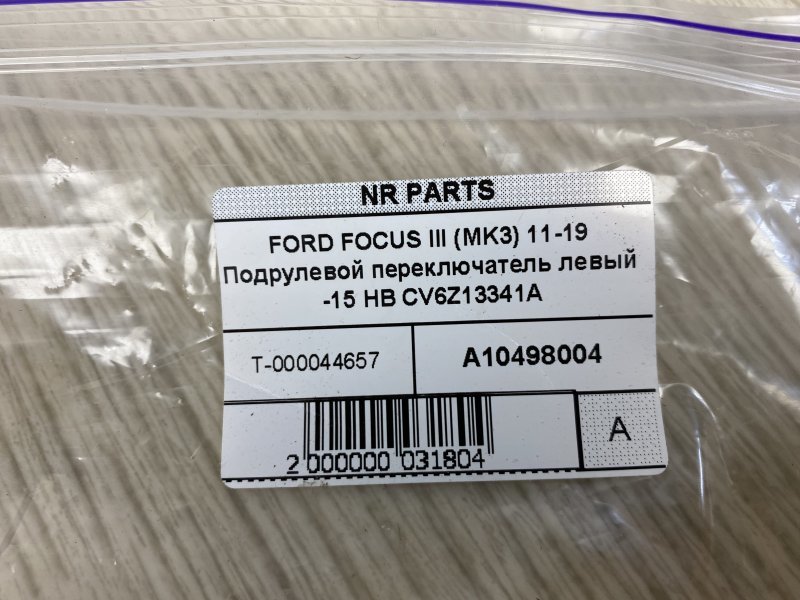 NR PARTS
FORD FOCUS III (MK3) 11-19
Подрулевой переключатель левый
-15 HB CV6Z13341A
T-000044657
A10498004
A
2 000000 031804